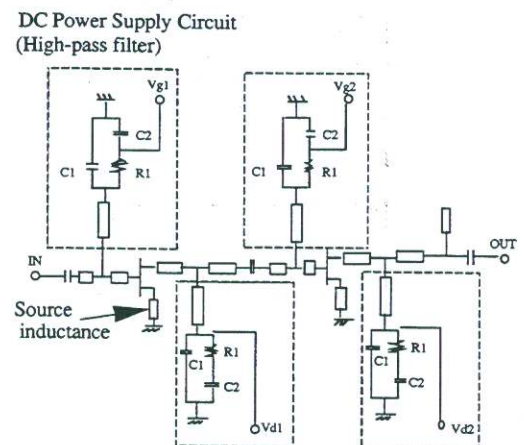 DC Power Supply Circuit
(High-pass filter)
Vg1
Vg2
C2
C2
C1
R1
C1
R1
IN
OUT
Source
inductance
C1
R1
C2
Vd1
C1
R1
C2
Vd2